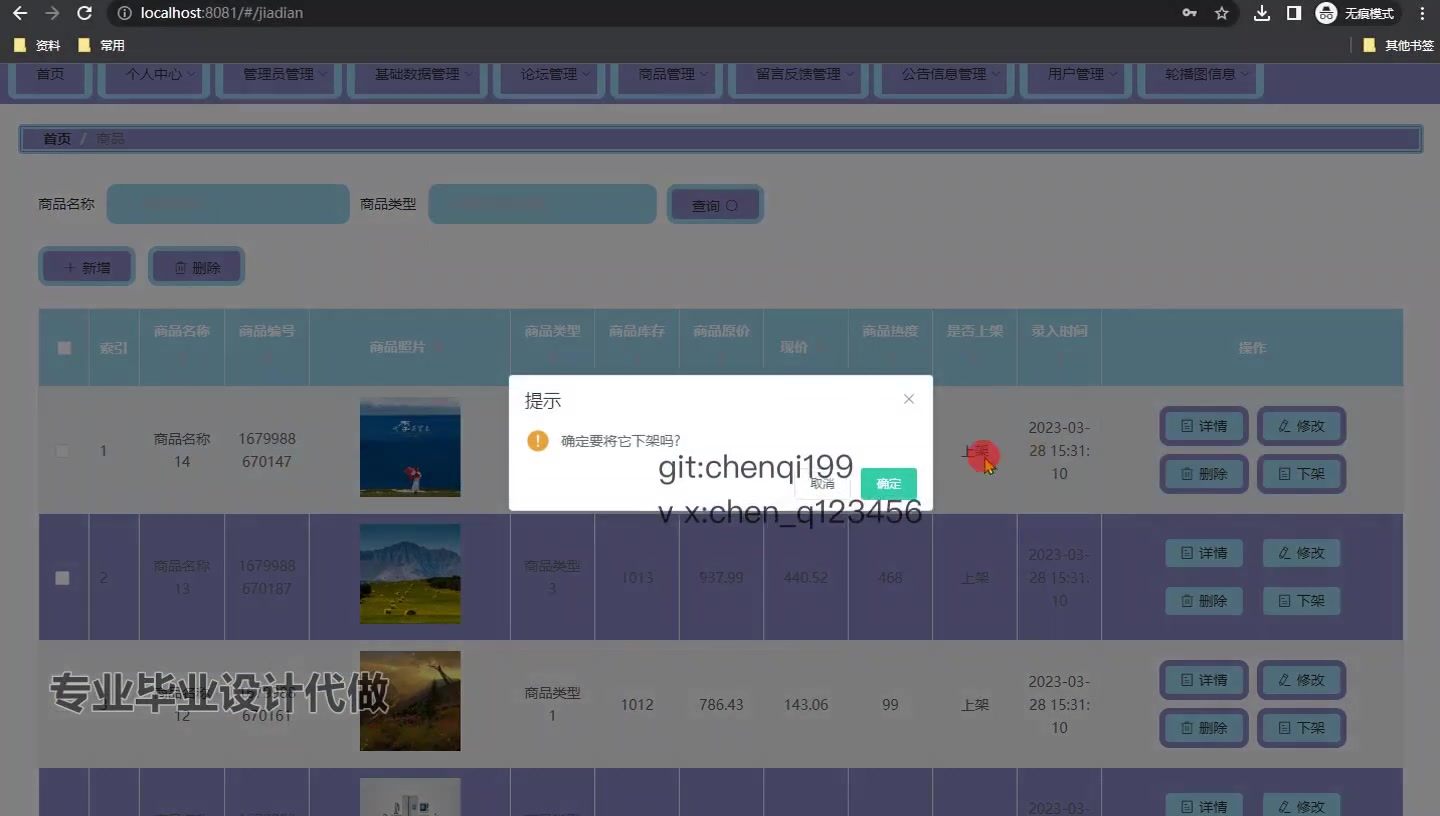 localhost:8081/#/jiadian
无痕模式
资料 常用 其他书签
首页 个人中心 管理员管理 基础数据管理 论坛管理 商品管理 留言反馈管理 公告信息管理 用户管理 轮播图信息
首页 / 商品
商品名称 商品类型 查询
新增 删除
索引 商品名称 商品编号 商品照片 商品类型 商品库存 商品原价 现价 商品热度 是否上架 录入时间 操作
提示
确定要将它下架吗?
取消 确定
git:chenqi199
v x:chen_q123456
1 商品名称14 1679988670147 上架 2023-03-28 15:31:10 详情 修改 删除 下架
2 商品名称13 1679988670187 商品类型3 1013 937.99 440.52 468 上架 2023-03-28 15:31:10 详情 修改 删除 下架
商品名称12 1679988670161 商品类型1 1012 786.43 143.06 99 上架 2023-03-28 15:31:10 详情 修改 删除 下架
专业毕业设计代做
2023-03- 详情 修改